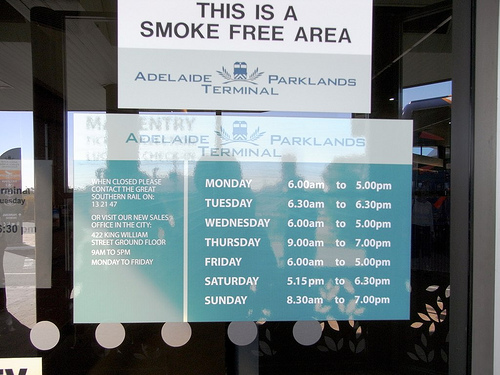 THIS IS A
SMOKE FREE AREA
ADELAIDE PARKLANDS
TERMINAL
MAIN ENTRY
ADELAIDE PARKLANDS
TERMINAL
CHECK-IN
WHEN CLOSED PLEASE
CONTACT THE GREAT
SOUTHERN RAIL ON:
13 21 47
OR VISIT OUR NEW SALES
OFFICE IN THE CITY:
422 KING WILLIAM
STREET GROUND FLOOR
9AM TO 5PM
MONDAY TO FRIDAY
MONDAY 6.00am to 5.00pm
TUESDAY 6.30am to 6.30pm
WEDNESDAY 6.00am to 5.00pm
THURSDAY 9.00am to 7.00pm
FRIDAY 6.00am to 5.00pm
SATURDAY 5.15pm to 6.30pm
SUNDAY 8.30am to 7.00pm